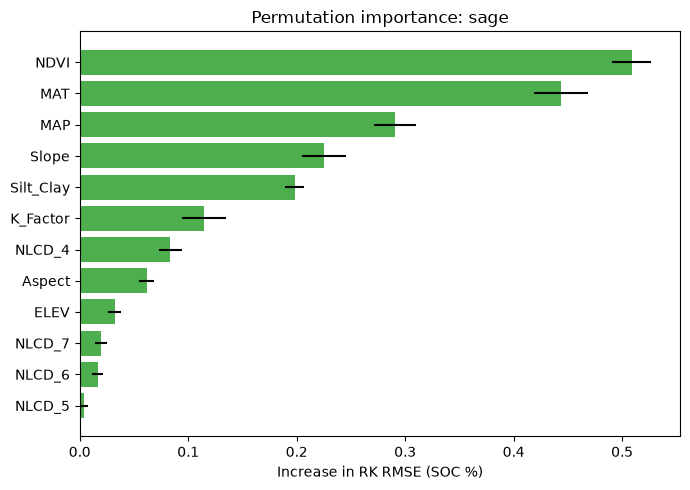 Permutation importance: sage
NDVI
MAT
MAP
Slope
Silt_Clay
K_Factor
NLCD_4
Aspect
ELEV
NLCD_7
NLCD_6
NLCD_5
0.0 0.1 0.2 0.3 0.4 0.5
Increase in RK RMSE (SOC %)